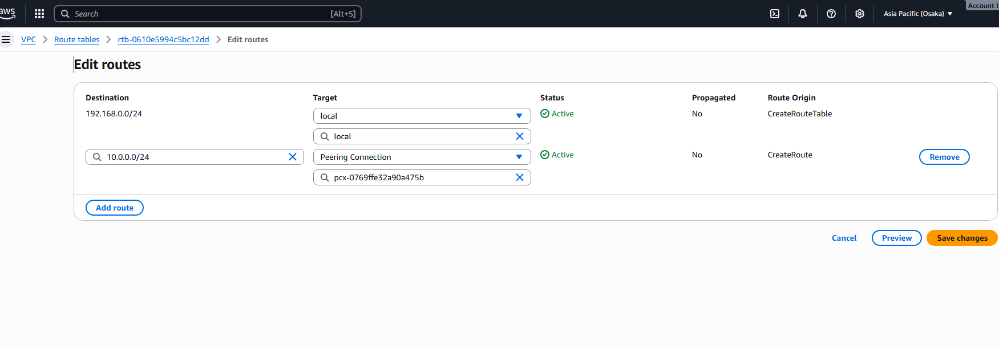 aws
Search [Alt+S] Asia Pacific (Osaka) Account I
VPC Route tables rtb-0610e5994c5bc12dd Edit routes
Edit routes
Destination Target Status Propagated Route Origin
192.168.0.0/24 local Active No CreateRouteTable
local
10.0.0.0/24 Peering Connection Active No CreateRoute Remove
pcx-0769ffe32a90a475b
Add route
Cancel Preview Save changes